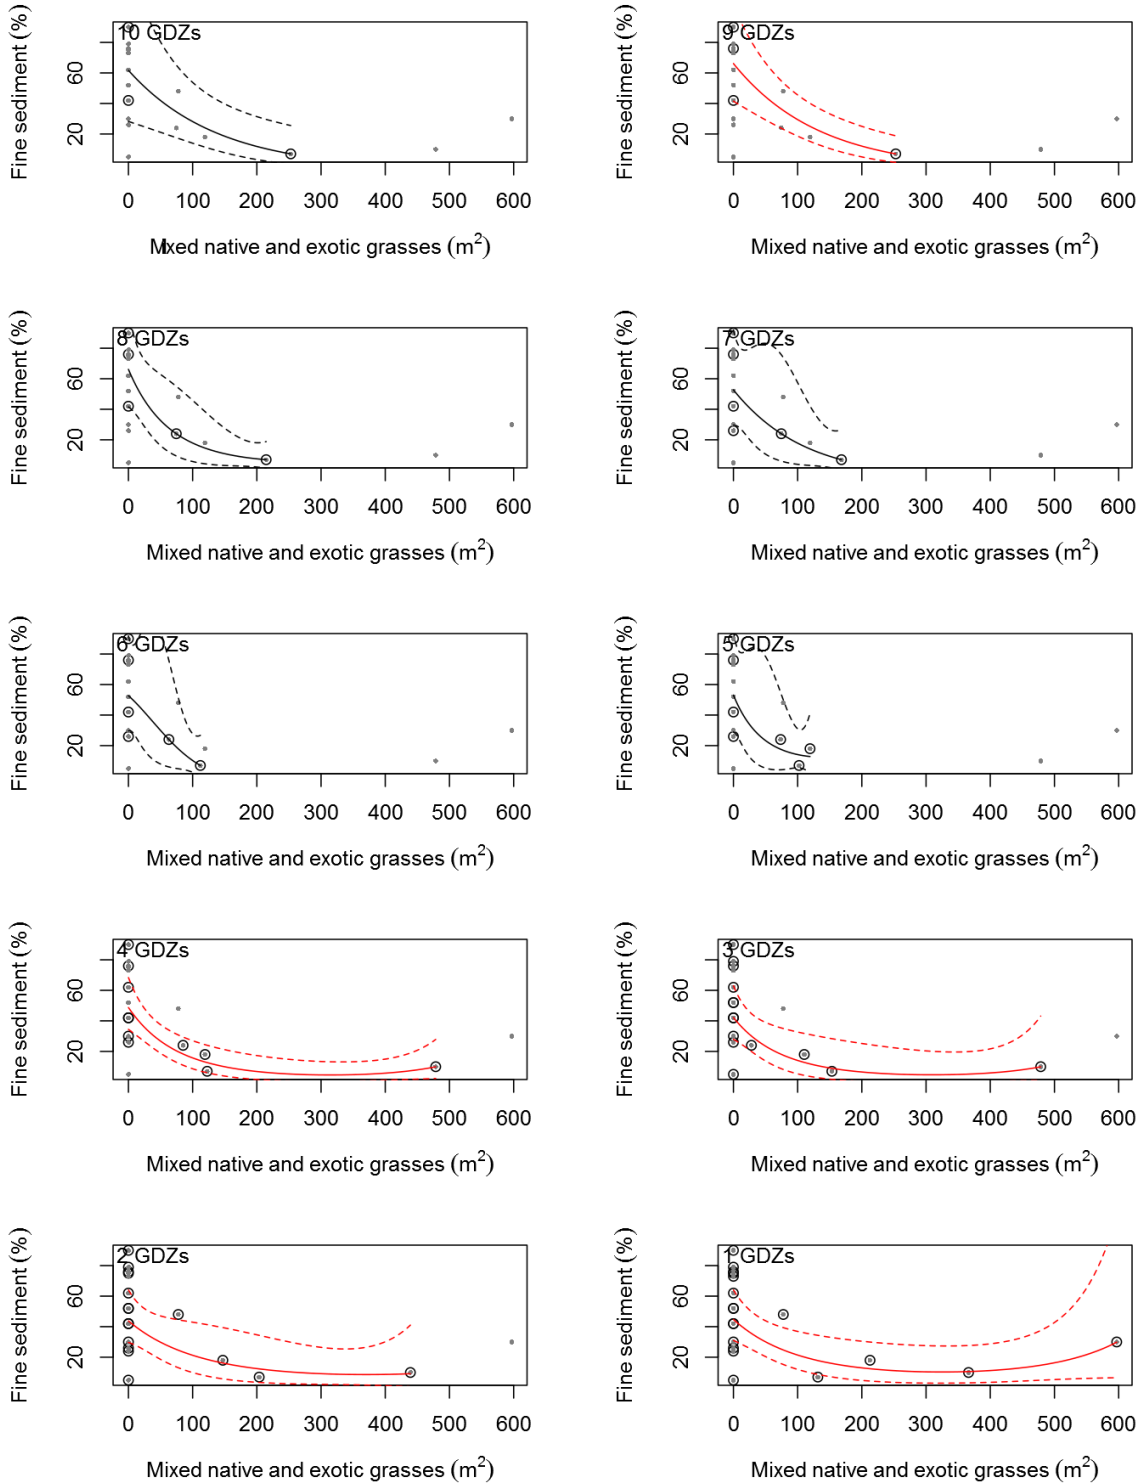 10 GDZs
Fine sediment (%)
60
20
0 100 200 300 400 500 600
Mixed native and exotic grasses (m²)
9 GDZs
Fine sediment (%)
60
20
0 100 200 300 400 500 600
Mixed native and exotic grasses (m²)
8 GDZs
Fine sediment (%)
60
20
0 100 200 300 400 500 600
Mixed native and exotic grasses (m²)
7 GDZs
Fine sediment (%)
60
20
0 100 200 300 400 500 600
Mixed native and exotic grasses (m²)
6 GDZs
Fine sediment (%)
60
20
0 100 200 300 400 500 600
Mixed native and exotic grasses (m²)
5 GDZs
Fine sediment (%)
60
20
0 100 200 300 400 500 600
Mixed native and exotic grasses (m²)
4 GDZs
Fine sediment (%)
60
20
0 100 200 300 400 500 600
Mixed native and exotic grasses (m²)
3 GDZs
Fine sediment (%)
60
20
0 100 200 300 400 500 600
Mixed native and exotic grasses (m²)
2 GDZs
Fine sediment (%)
60
20
0 100 200 300 400 500 600
Mixed native and exotic grasses (m²)
1 GDZs
Fine sediment (%)
60
20
0 100 200 300 400 500 600
Mixed native and exotic grasses (m²)